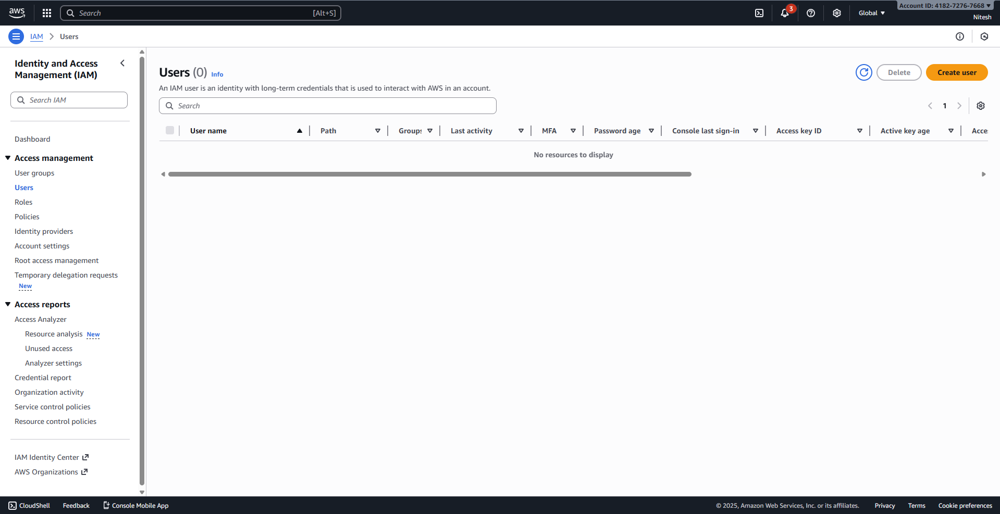 aws
Search [Alt+S]
3
Global
Account ID: 4182-7276-7668
Nitesh
IAM Users
Identity and Access
Management (IAM)
Search IAM
Dashboard
Access management
User groups
Users
Roles
Policies
Identity providers
Account settings
Root access management
Temporary delegation requests
New
Access reports
Access Analyzer
Resource analysis New
Unused access
Analyzer settings
Credential report
Organization activity
Service control policies
Resource control policies
IAM Identity Center
AWS Organizations
Users (0) Info
Delete
Create user
An IAM user is an identity with long-term credentials that is used to interact with AWS in an account.
Search
1
User name Path Group: Last activity MFA Password age Console last sign-in Access key ID Active key age Acce
No resources to display
CloudShell Feedback Console Mobile App
© 2025, Amazon Web Services, Inc. or its affiliates. Privacy Terms Cookie preferences